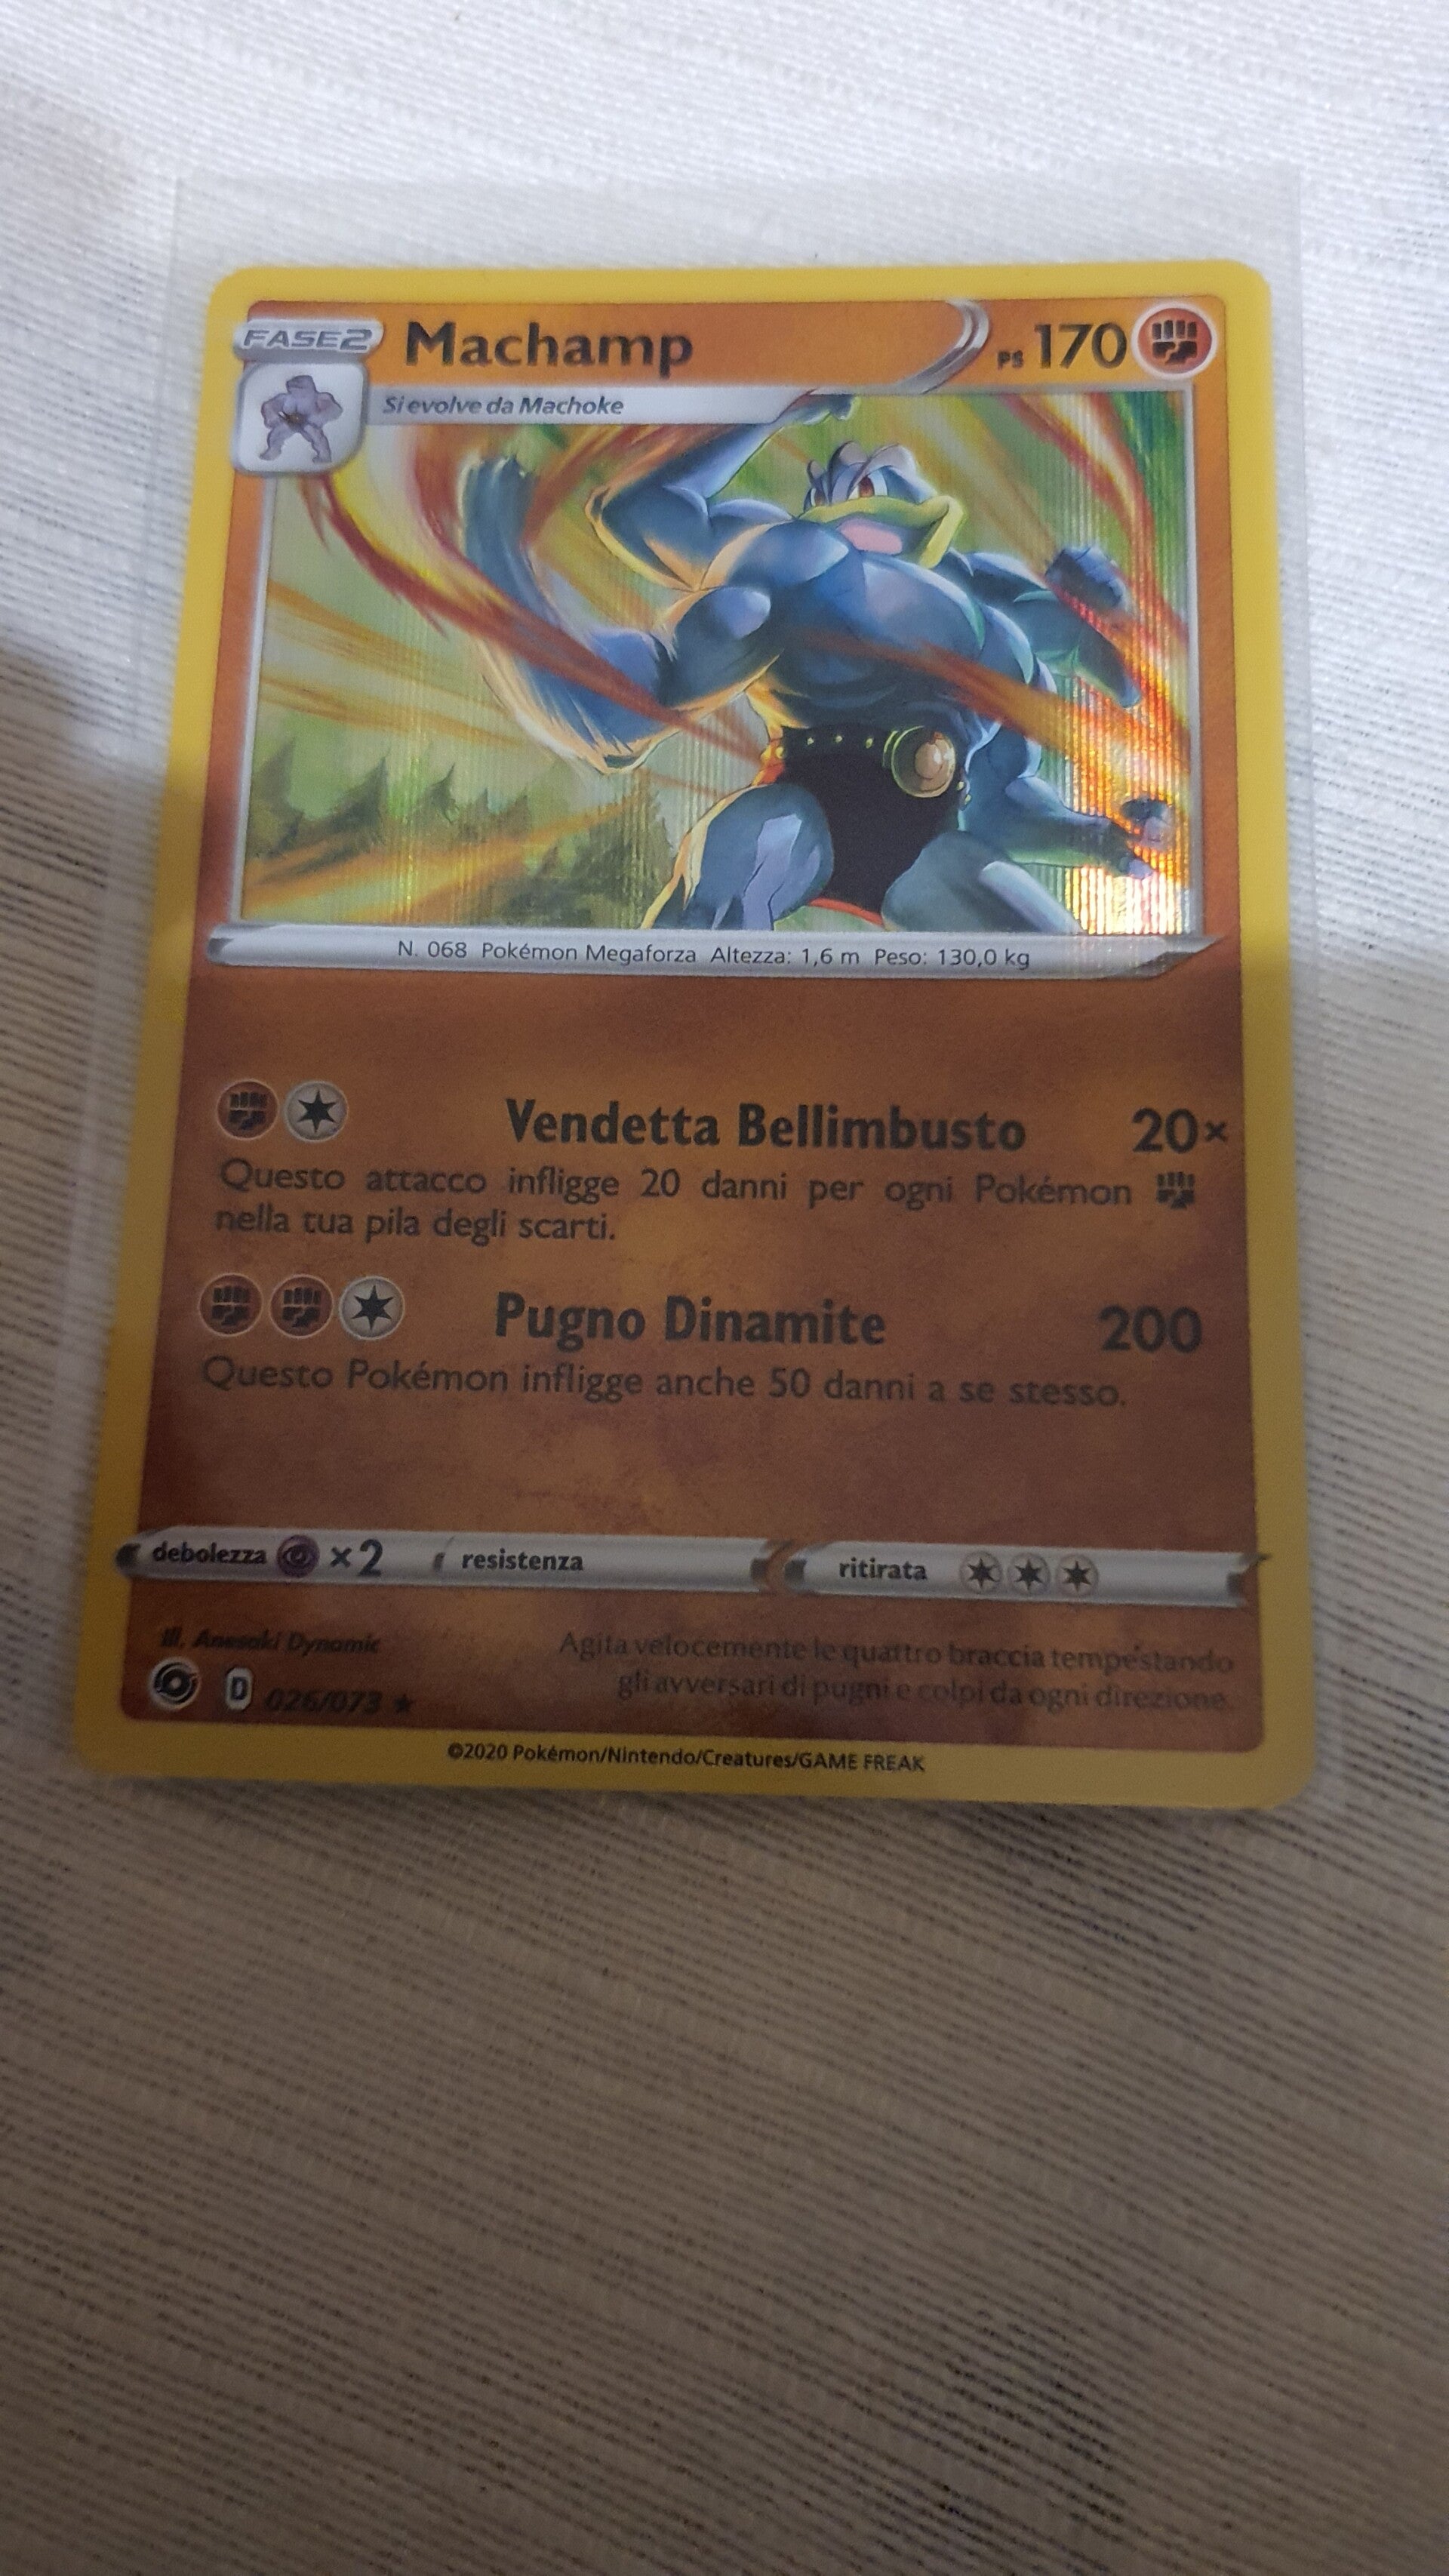 FASE2 Machamp PS 170
Si evolve da Machoke
N. 068 Pokémon Megaforza Altezza: 1,6 m Peso: 130,0 kg
Vendetta Bellimbusto 20×
Questo attacco infligge 20 danni per ogni Pokémon
nella tua pila degli scarti.
Pugno Dinamite 200
Questo Pokémon infligge anche 50 danni a se stesso.
debolezza ×2 resistenza ritirata
Ill. Anesaki Dynamic
Agita velocemente le quattro braccia tempestando
gli avversari di pugni e colpi da ogni direzione.
D 026/073 ★
©2020 Pokémon/Nintendo/Creatures/GAME FREAK